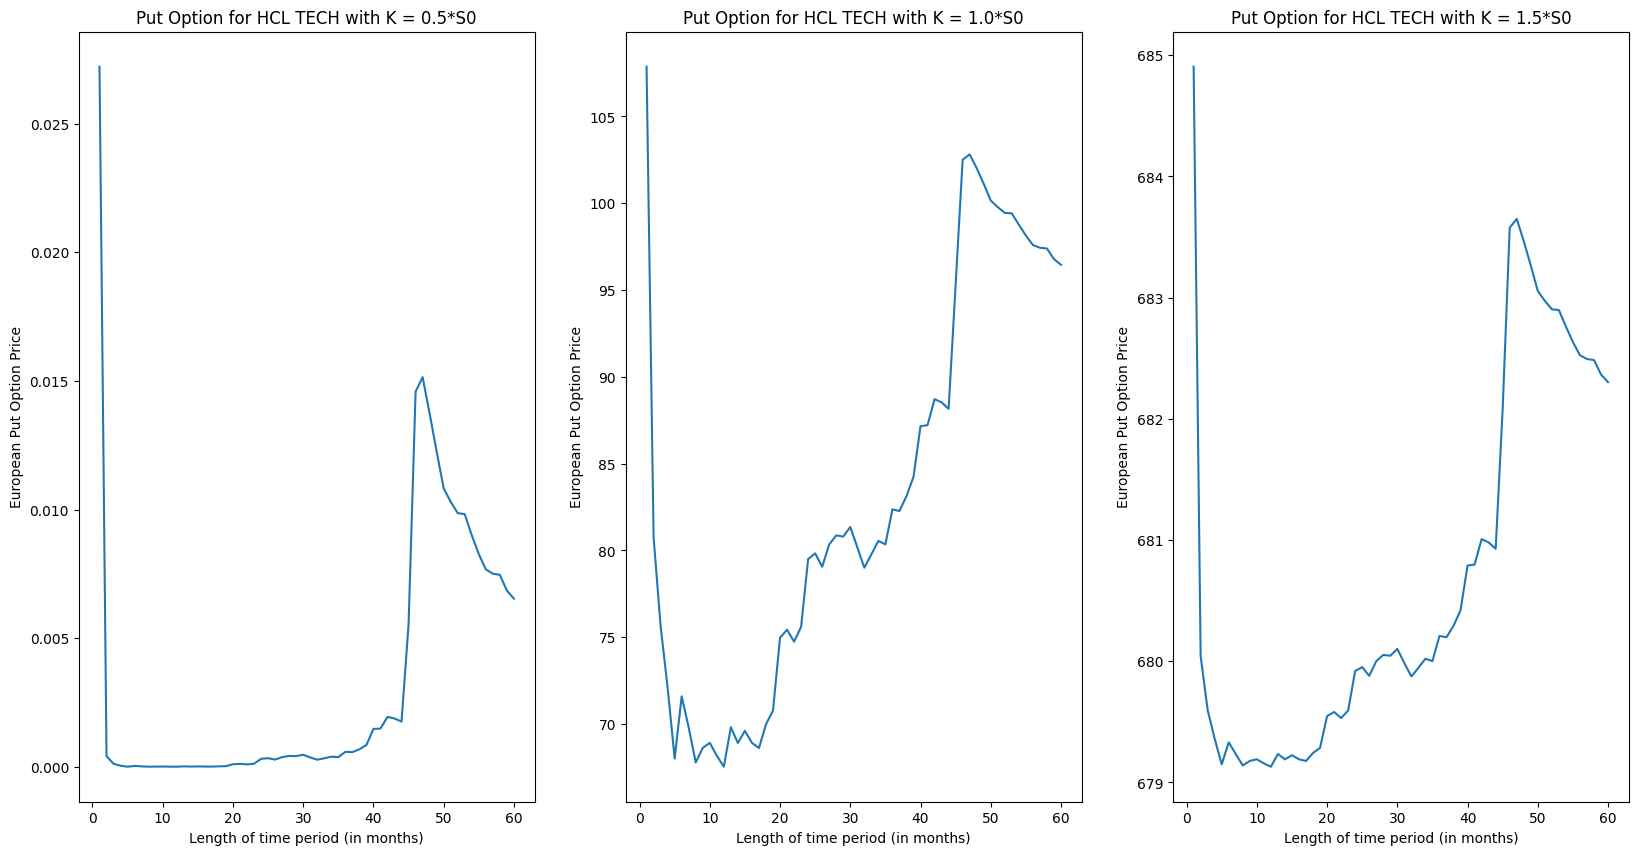 Put Option for HCL TECH with K = 0.5*S0
European Put Option Price
0.025
0.020
0.015
0.010
0.005
0.000
0 10 20 30 40 50 60
Length of time period (in months)
Put Option for HCL TECH with K = 1.0*S0
European Put Option Price
105
100
95
90
85
80
75
70
0 10 20 30 40 50 60
Length of time period (in months)
Put Option for HCL TECH with K = 1.5*S0
European Put Option Price
685
684
683
682
681
680
679
0 10 20 30 40 50 60
Length of time period (in months)